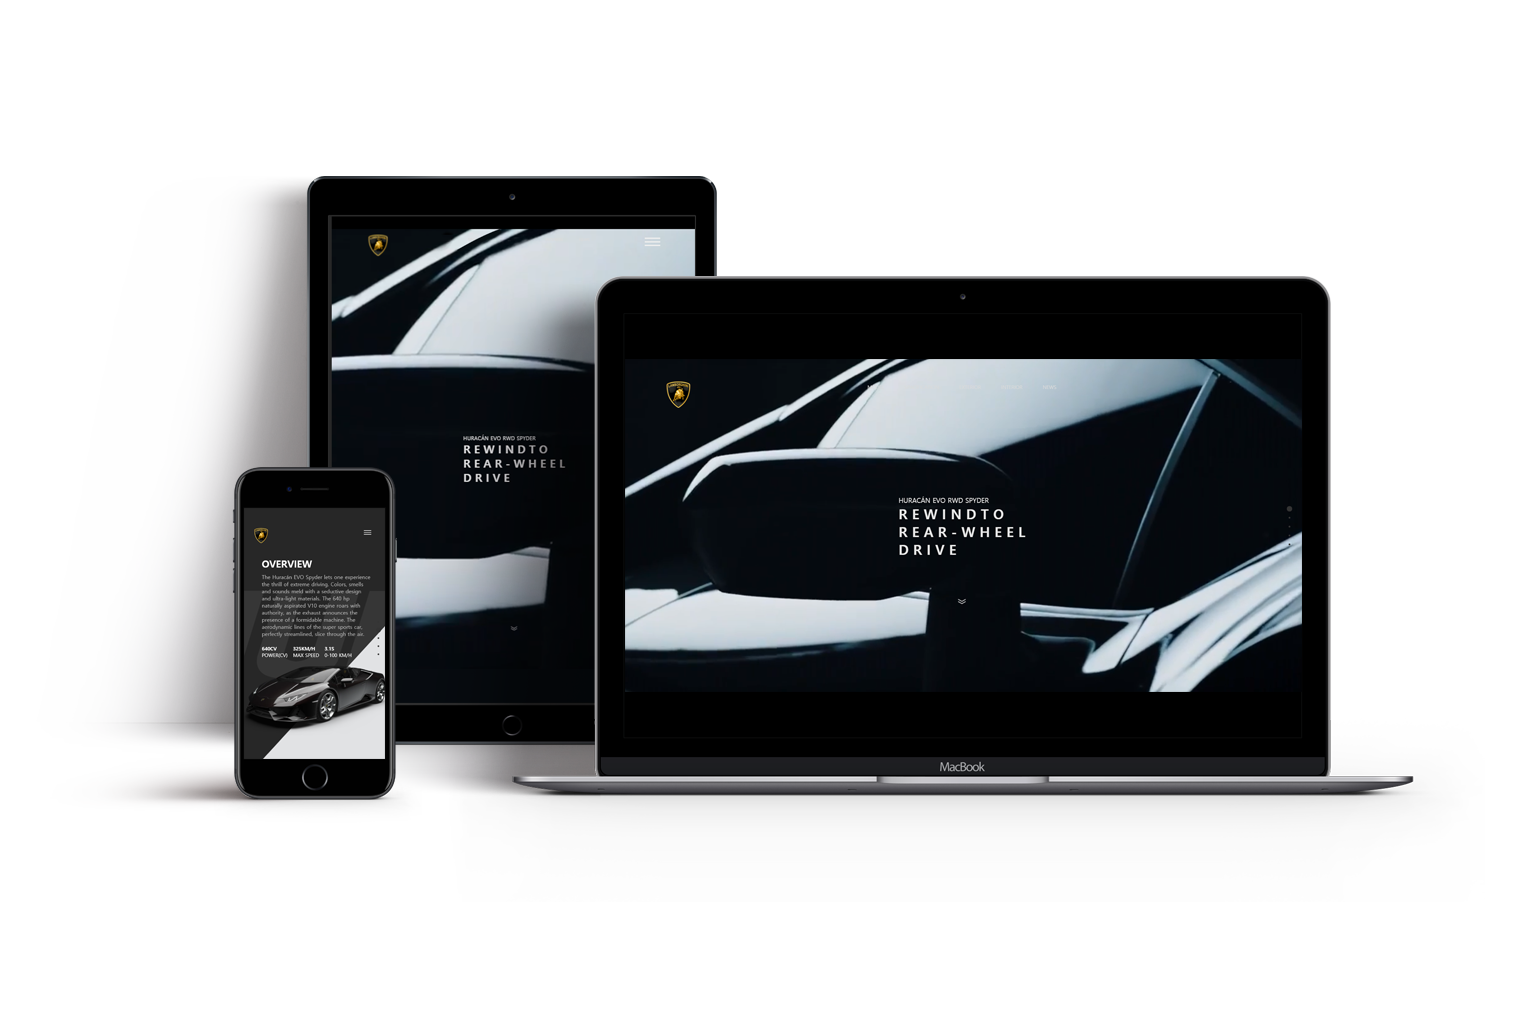 HURACÁN EVO RWD SPYDER
REWINDTO
REAR-WHEEL
DRIVE
HURACÁN EVO RWD SPYDER
REWINDTO
REAR-WHEEL
DRIVE
MacBook
OVERVIEW
The Huracán EVO Spyder lets one experience
the thrill of extreme driving. Colors, smells
and sounds meld with a seductive design
and ultra-light materials. The 640 hp
naturally aspirated V10 engine roars with
authority, as the exhaust announces the
presence of a formidable machine. The
aerodynamic lines of the super sports car,
perfectly streamlined, slice through the air.
640CV 325KM/H 3.1S
POWER(CV) MAX SPEED 0-100 KM/H